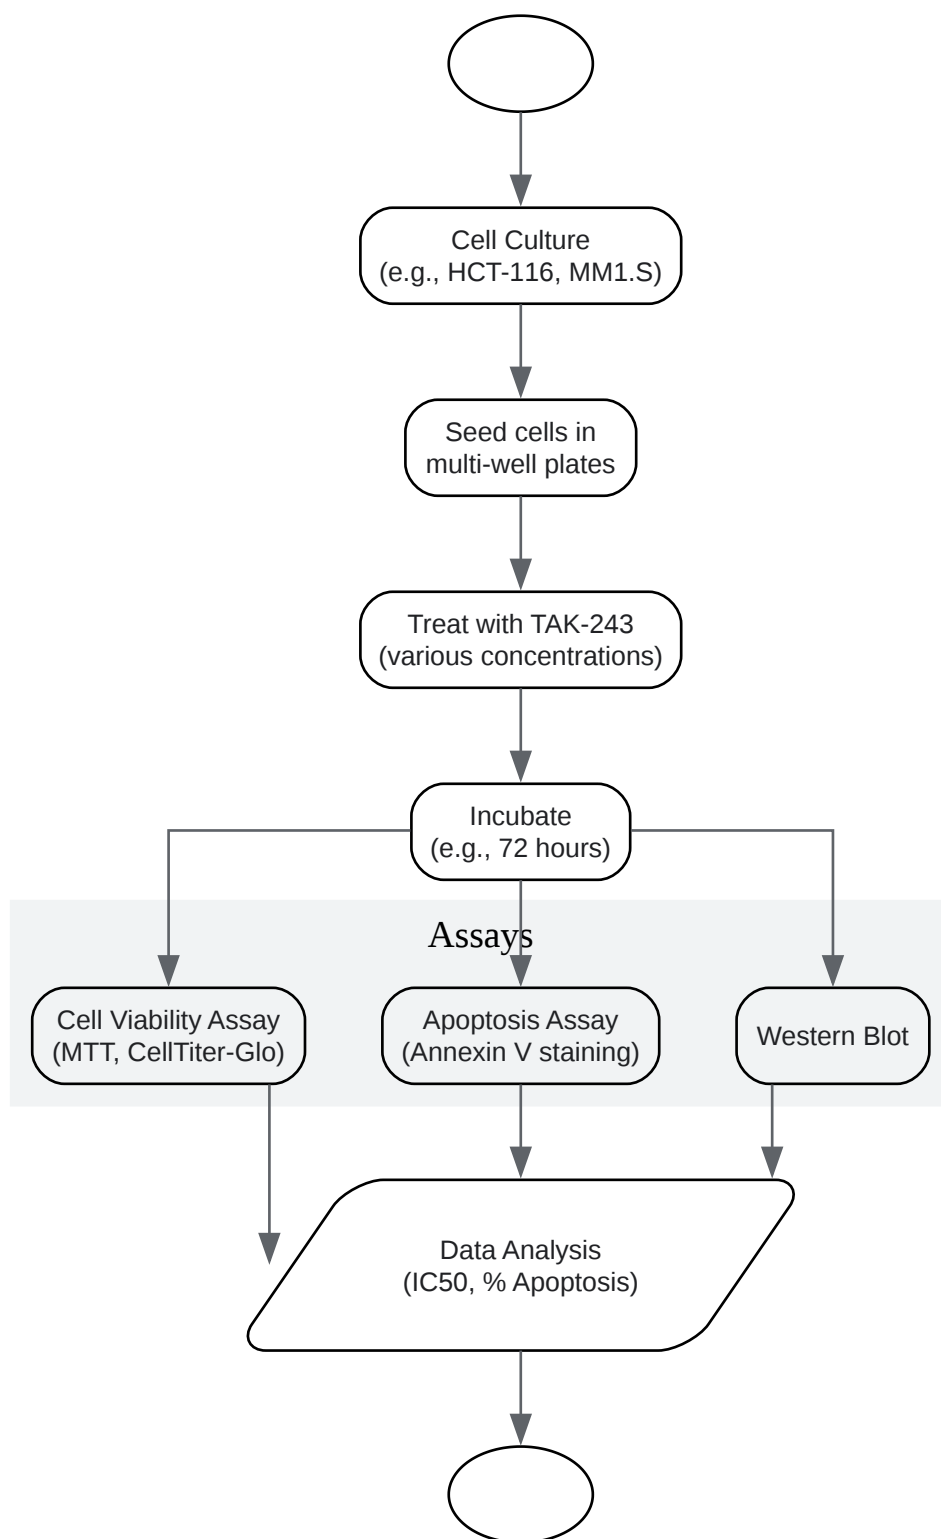 Cell Culture
(e.g., HCT-116, MM1.S)
Seed cells in
multi-well plates
Treat with TAK-243
(various concentrations)
Incubate
(e.g., 72 hours)
Assays
Cell Viability Assay
(MTT, CellTiter-Glo)
Apoptosis Assay
(Annexin V staining)
Western Blot
Data Analysis
(IC50, % Apoptosis)